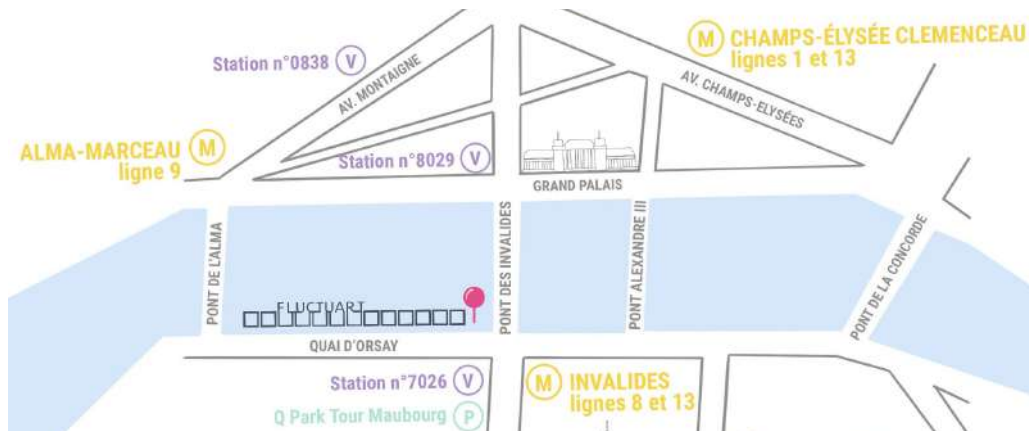 M CHAMPS-ÉLYSÉE CLEMENCEAU
lignes 1 et 13
Station n°0838 V
AV. MONTAIGNE
AV. CHAMPS-ELYSÉES
ALMA-MARCEAU M
ligne 9
Station n°8029 V
GRAND PALAIS
PONT DE L'ALMA
PONT DES INVALIDES
PONT ALEXANDRE III
PONT DE LA CONCORDE
FLUCTUART
QUAI D'ORSAY
Station n°7026 V
M INVALIDES
lignes 8 et 13
Q Park Tour Maubourg P